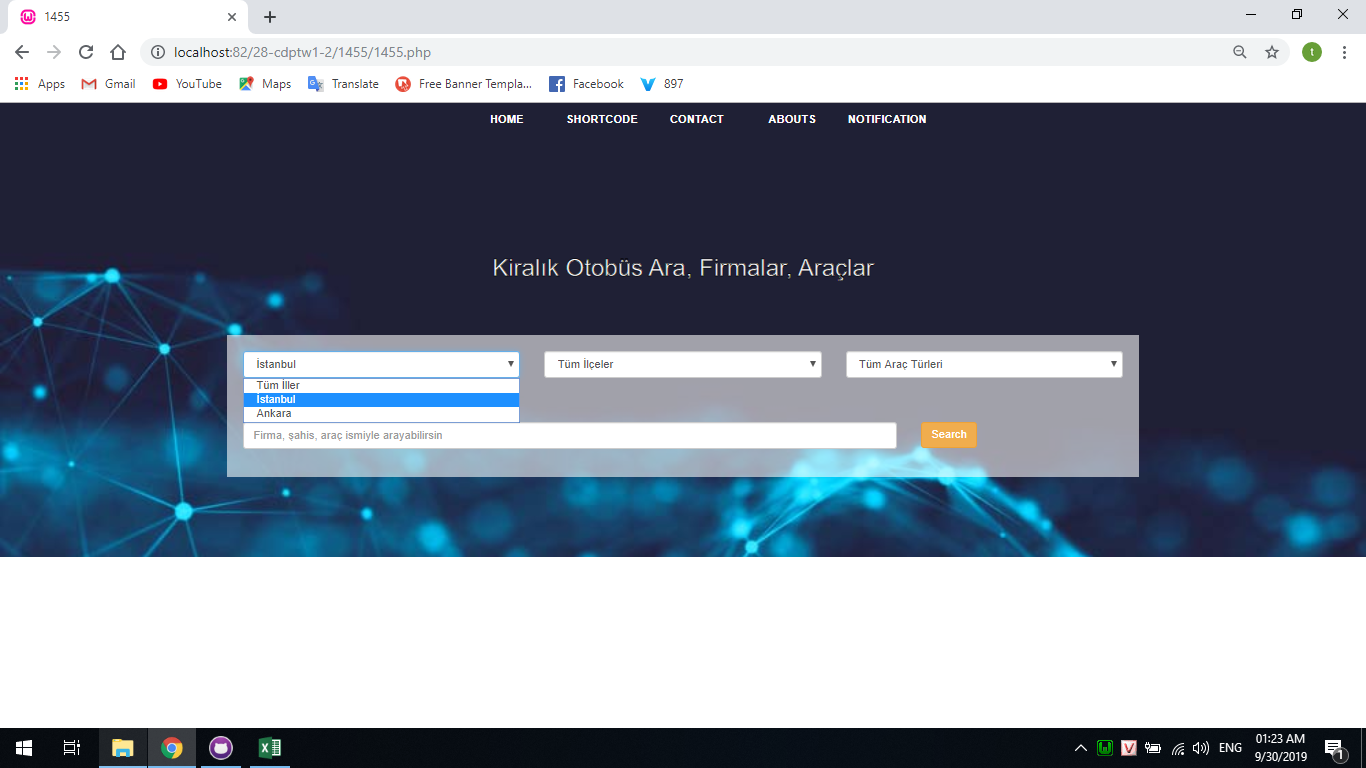 1455
localhost:82/28-cdptw1-2/1455/1455.php
t
Apps Gmail YouTube Maps Translate Free Banner Templa... Facebook 897
HOME SHORTCODE CONTACT ABOUTS NOTIFICATION
Kiralık Otobüs Ara, Firmalar, Araçlar
İstanbul Tüm İlçeler Tüm Araç Türleri
Tüm İller
İstanbul
Ankara
Firma, şahis, araç ismiyle arayabilirsin Search
ENG 01:23 AM
9/30/2019 1